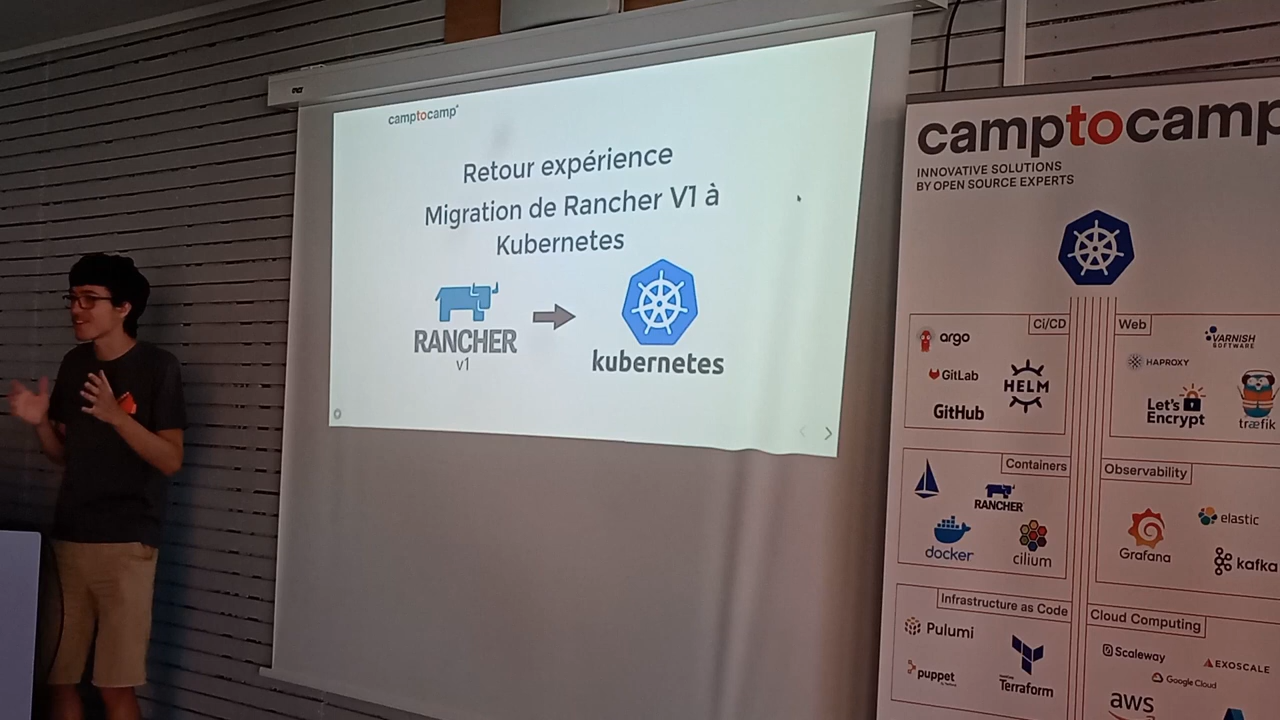 camptocamp
Retour expérience
Migration de Rancher V1 à
Kubernetes
RANCHER
v1
kubernetes
camptocamp
INNOVATIVE SOLUTIONS
BY OPEN SOURCE EXPERTS
Ci/CD
argo
GitLab
HELM
GitHub
Web
VARNISH
SOFTWARE
HAPROXY
Let's
Encrypt
træfik
Containers
RANCHER
docker
cilium
Observability
elastic
Grafana
kafka
Infrastructure as Code
Pulumi
puppet
Terraform
Cloud Computing
Scaleway
EXOSCALE
Google Cloud
aws